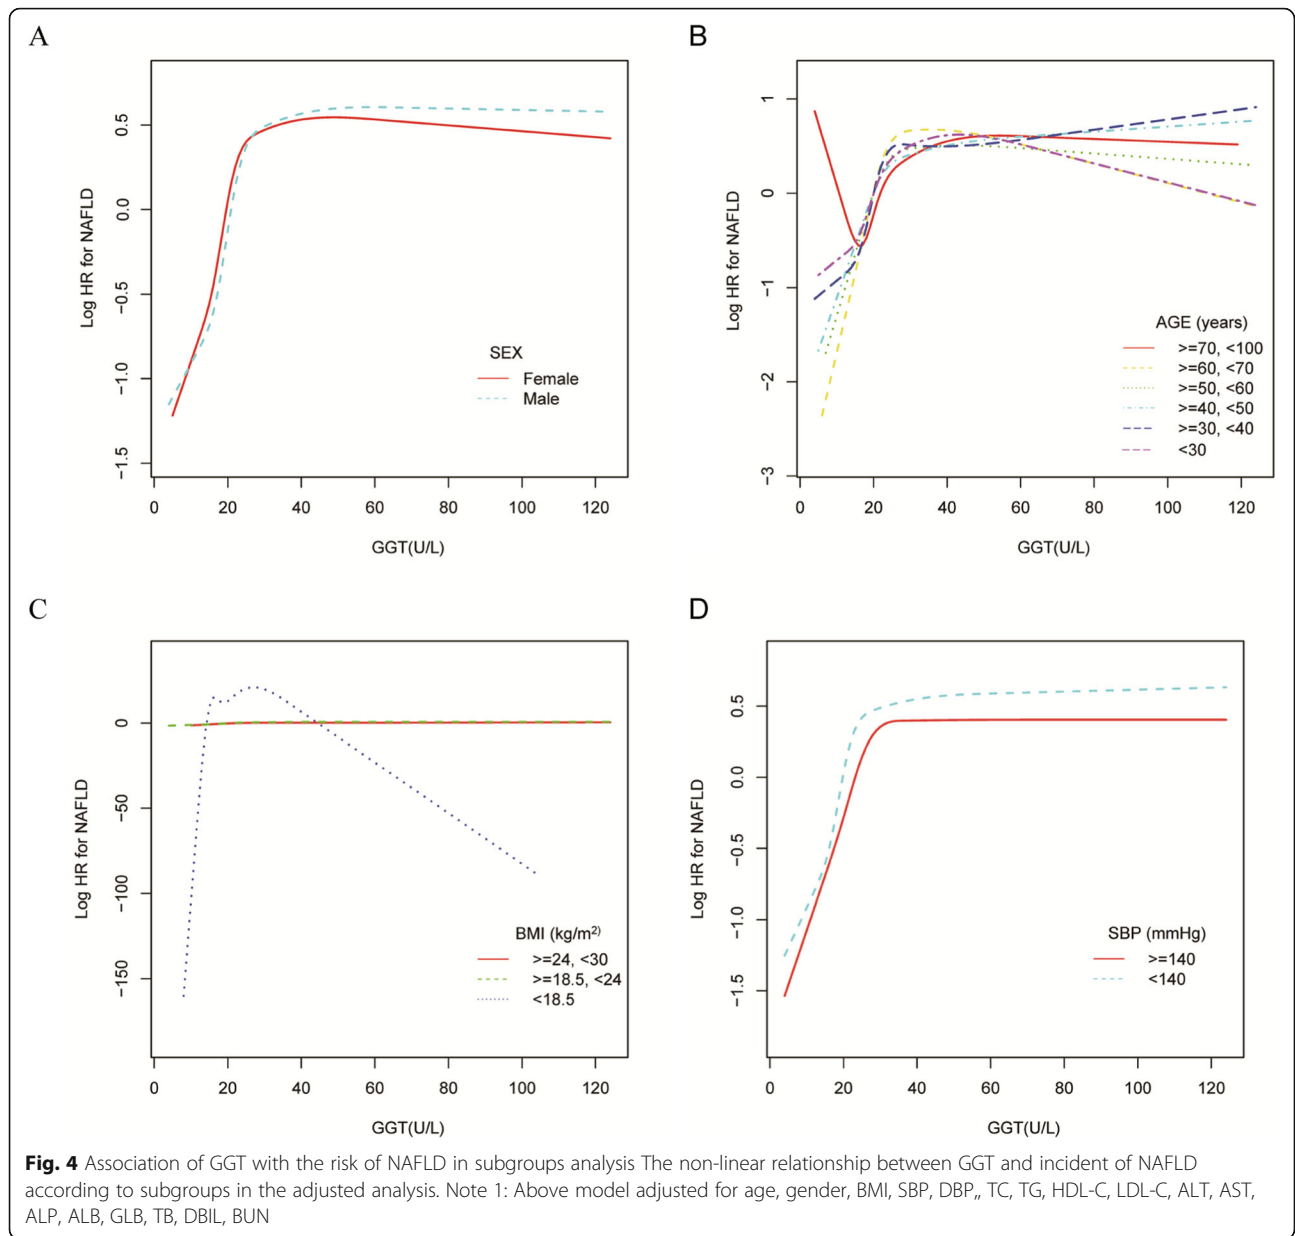 A
Log HR for NAFLD
0.5
0.0
−0.5
−1.0
−1.5
SEX
Female
Male
0 20 40 60 80 100 120
GGT(U/L)
B
Log HR for NAFLD
1
0
−1
−2
−3
AGE (years)
>=70, <100
>=60, <70
>=50, <60
>=40, <50
>=30, <40
<30
0 20 40 60 80 100 120
GGT(U/L)
C
Log HR for NAFLD
0
−50
−100
−150
BMI (kg/m²)
>=24, <30
>=18.5, <24
<18.5
0 20 40 60 80 100 120
GGT(U/L)
D
Log HR for NAFLD
0.5
0.0
−0.5
−1.0
−1.5
SBP (mmHg)
>=140
<140
0 20 40 60 80 100 120
GGT(U/L)
Fig. 4 Association of GGT with the risk of NAFLD in subgroups analysis The non-linear relationship between GGT and incident of NAFLD
according to subgroups in the adjusted analysis. Note 1: Above model adjusted for age, gender, BMI, SBP, DBP,, TC, TG, HDL-C, LDL-C, ALT, AST,
ALP, ALB, GLB, TB, DBIL, BUN